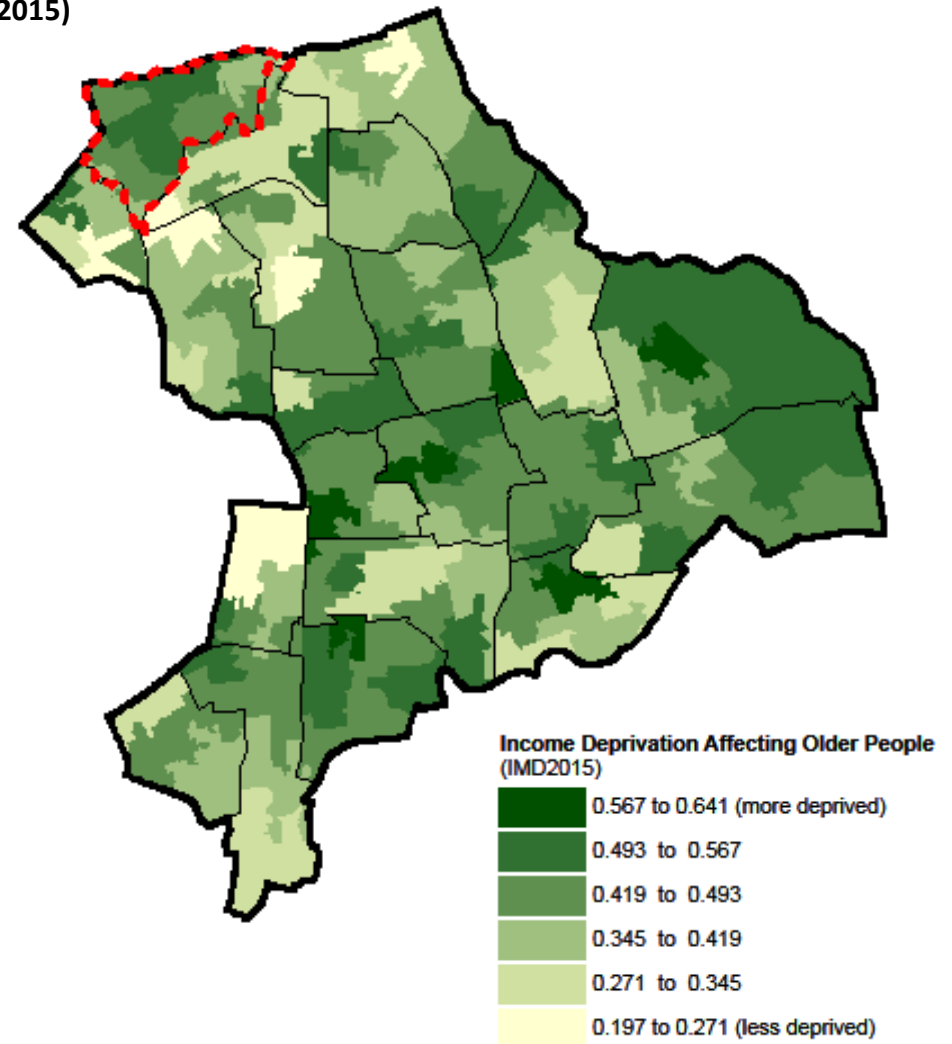 2015)
Income Deprivation Affecting Older People
(IMD2015)
0.567 to 0.641 (more deprived)
0.493 to 0.567
0.419 to 0.493
0.345 to 0.419
0.271 to 0.345
0.197 to 0.271 (less deprived)